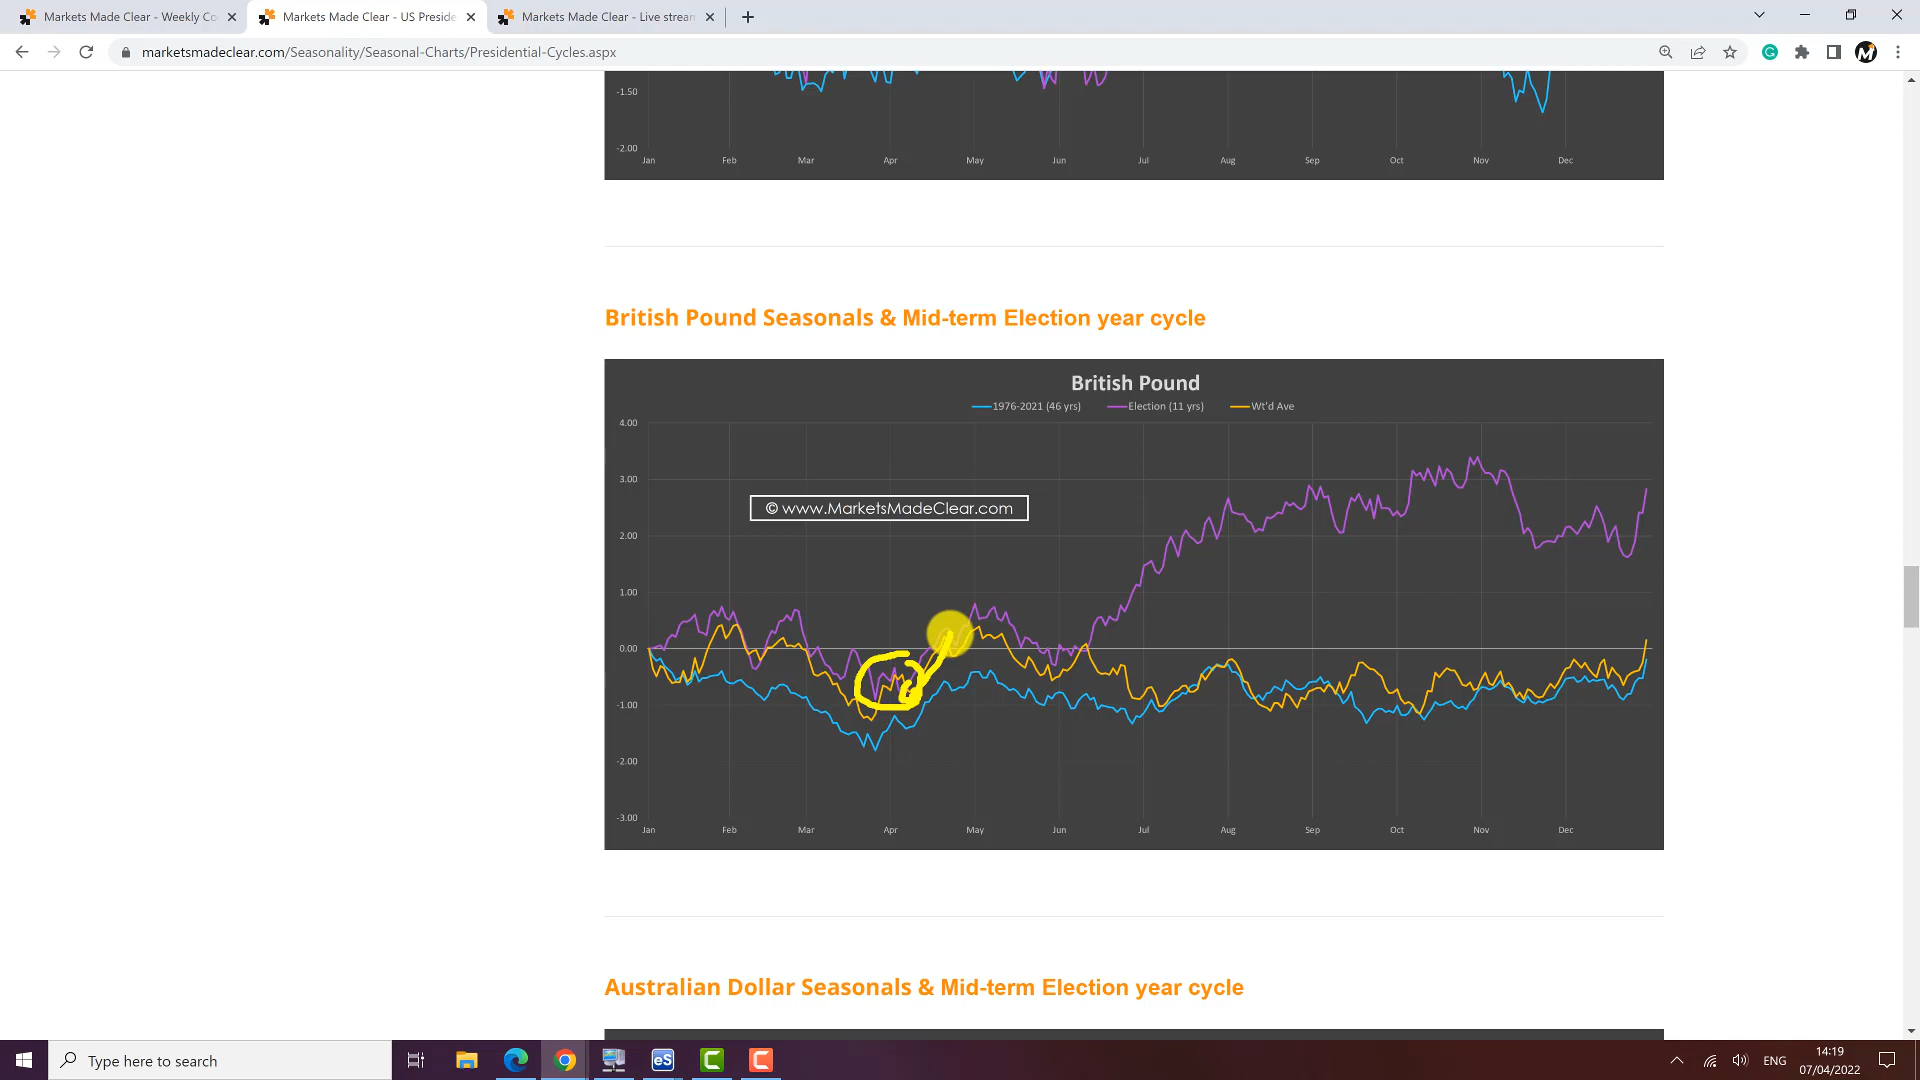 Markets Made Clear - Weekly Co
Markets Made Clear - US Preside
Markets Made Clear - Live stream
marketsmadeclear.com/Seasonality/Seasonal-Charts/Presidential-Cycles.aspx
-1.50
-2.00
Jan Feb Mar Apr May Jun Jul Aug Sep Oct Nov Dec
British Pound Seasonals & Mid-term Election year cycle
British Pound
1976-2021 (46 yrs) Election (11 yrs) Wt'd Ave
4.00
3.00
© www.MarketsMadeClear.com
2.00
1.00
0.00
-1.00
-2.00
-3.00
Jan Feb Mar Apr May Jun Jul Aug Sep Oct Nov Dec
Australian Dollar Seasonals & Mid-term Election year cycle
Type here to search
eS
ENG
14:19
07/04/2022